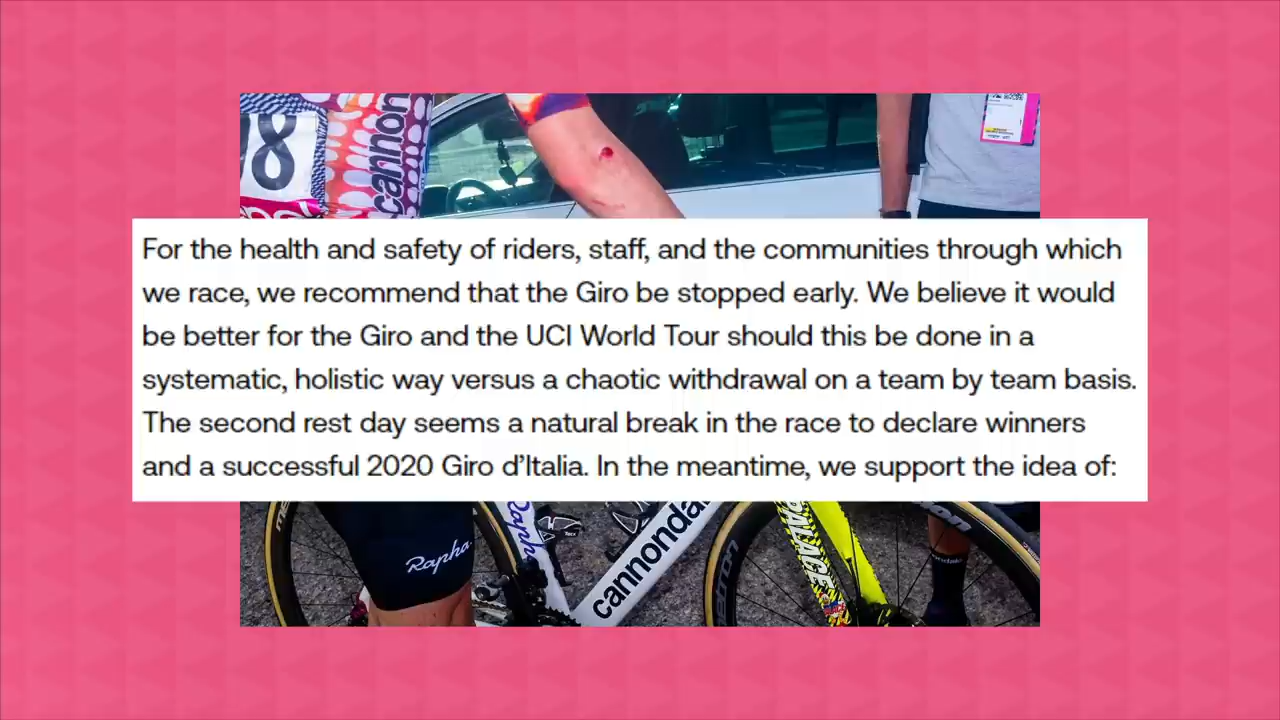 cannon
For the health and safety of riders, staff, and the communities through which
we race, we recommend that the Giro be stopped early. We believe it would
be better for the Giro and the UCI World Tour should this be done in a
systematic, holistic way versus a chaotic withdrawal on a team by team basis.
The second rest day seems a natural break in the race to declare winners
and a successful 2020 Giro d’Italia. In the meantime, we support the idea of:
Rapha
Rapha
cannonda
PALACE